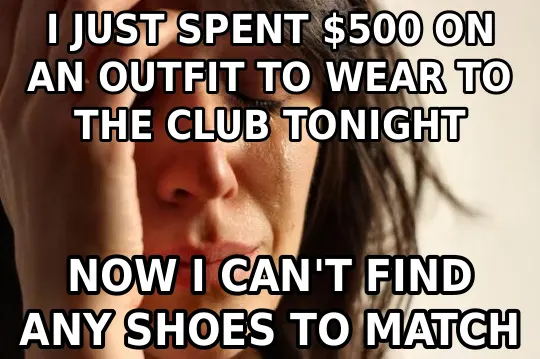 I JUST SPENT $500 ON
AN OUTFIT TO WEAR TO
THE CLUB TONIGHT
NOW I CAN'T FIND
ANY SHOES TO MATCH